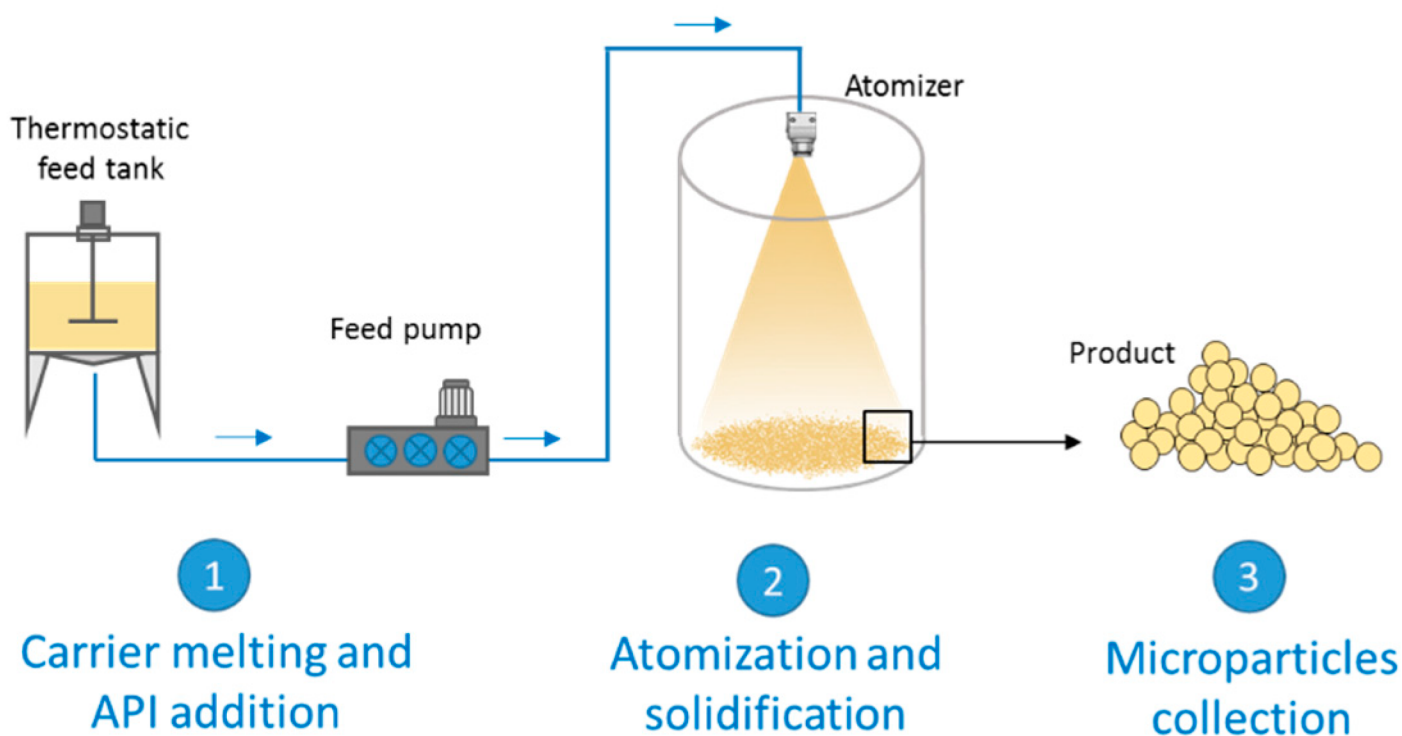 Thermostatic
feed tank
Feed pump
Atomizer
Product
1
Carrier melting and
API addition
2
Atomization and
solidification
3
Microparticles
collection